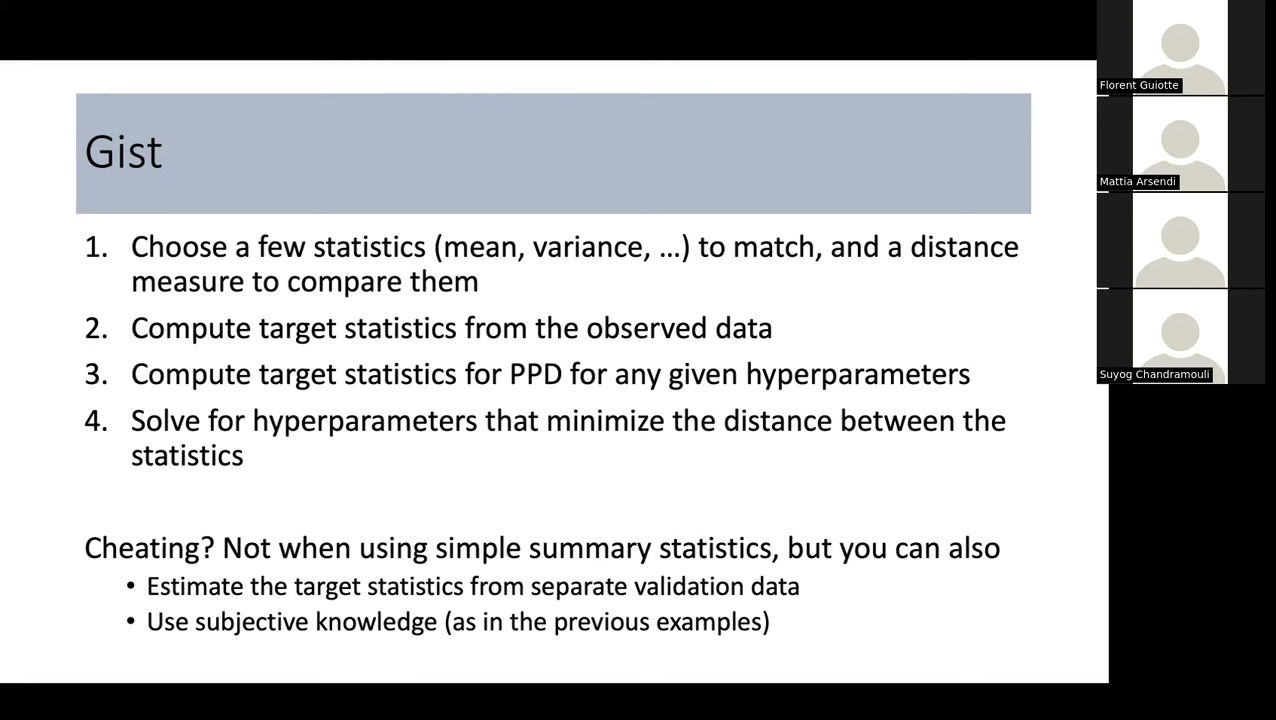 Gist
1. Choose a few statistics (mean, variance, ...) to match, and a distance
measure to compare them
2. Compute target statistics from the observed data
3. Compute target statistics for PPD for any given hyperparameters
4. Solve for hyperparameters that minimize the distance between the
statistics
Cheating? Not when using simple summary statistics, but you can also
• Estimate the target statistics from separate validation data
• Use subjective knowledge (as in the previous examples)
Florent Guiotte
Mattia Arsendi
Suyog Chandramouli